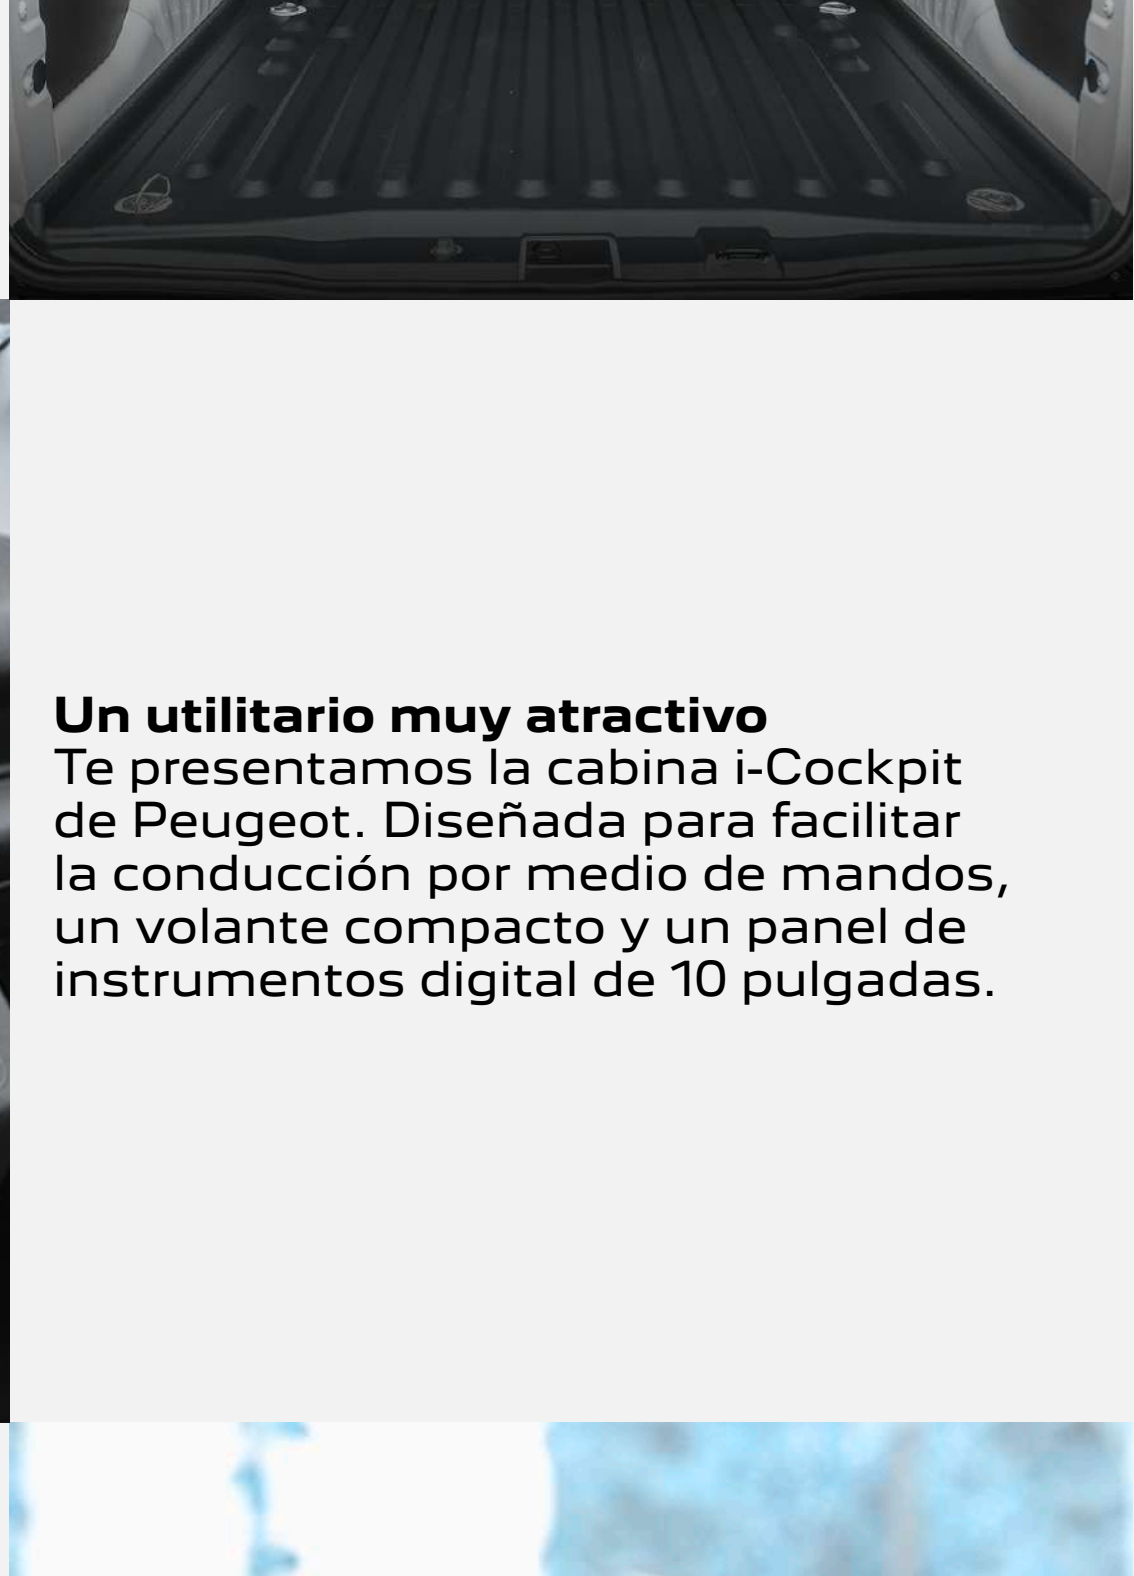 Un utilitario muy atractivo
Te presentamos la cabina i-Cockpit
de Peugeot. Diseñada para facilitar
la conducción por medio de mandos,
un volante compacto y un panel de
instrumentos digital de 10 pulgadas.